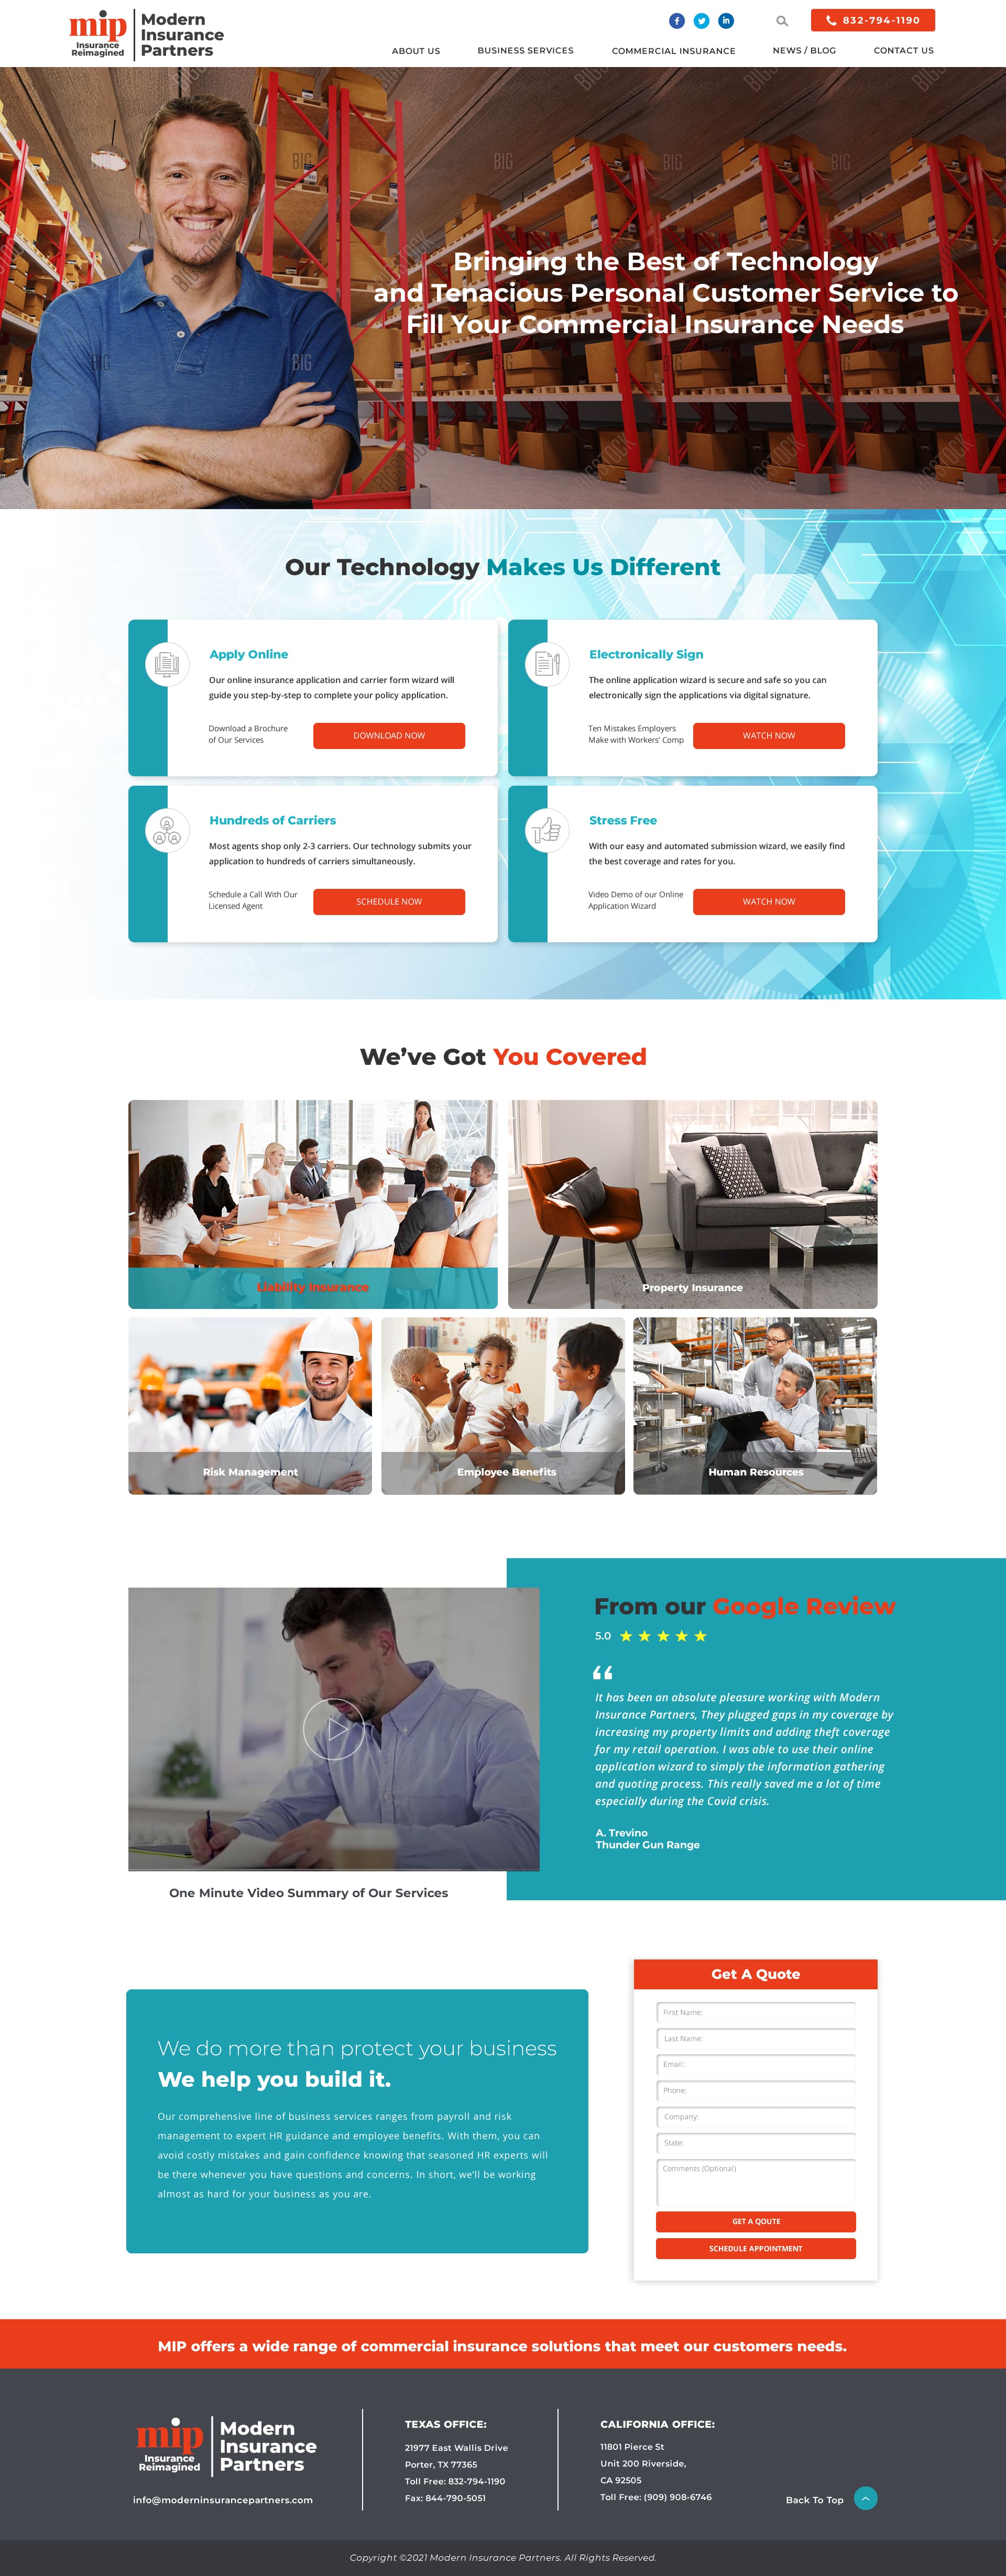 mip
Insurance
Reimagined
Modern
Insurance
Partners
832-794-1190
ABOUT US
BUSINESS SERVICES
COMMERCIAL INSURANCE
NEWS / BLOG
CONTACT US
Bringing the Best of Technology
and Tenacious Personal Customer Service to
Fill Your Commercial Insurance Needs
Our Technology Makes Us Different
Apply Online
Our online insurance application and carrier form wizard will
guide you step-by-step to complete your policy application.
Download a Brochure
of Our Services
DOWNLOAD NOW
Electronically Sign
The online application wizard is secure and safe so you can
electronically sign the applications via digital signature.
Ten Mistakes Employers
Make with Workers' Comp
WATCH NOW
Hundreds of Carriers
Most agents shop only 2-3 carriers. Our technology submits your
application to hundreds of carriers simultaneously.
Schedule a Call With Our
Licensed Agent
SCHEDULE NOW
Stress Free
With our easy and automated submission wizard, we easily find
the best coverage and rates for you.
Video Demo of our Online
Application Wizard
WATCH NOW
We've Got You Covered
Liability Insurance
Property Insurance
Risk Management
Employee Benefits
Human Resources
From our Google Review
5.0
It has been an absolute pleasure working with Modern
Insurance Partners, They plugged gaps in my coverage by
increasing my property limits and adding theft coverage
for my retail operation. I was able to use their online
application wizard to simply the information gathering
and quoting process. This really saved me a lot of time
especially during the Covid crisis.
A. Trevino
Thunder Gun Range
One Minute Video Summary of Our Services
We do more than protect your business
We help you build it.
Our comprehensive line of business services ranges from payroll and risk
management to expert HR guidance and employee benefits. With them, you can
avoid costly mistakes and gain confidence knowing that seasoned HR experts will
be there whenever you have questions and concerns. In short, we'll be working
almost as hard for your business as you are.
Get A Quote
First Name:
Last Name:
Email:
Phone:
Company:
State:
Comments (Optional)
GET A QOUTE
SCHEDULE APPOINTMENT
MIP offers a wide range of commercial insurance solutions that meet our customers needs.
mip
Insurance
Reimagined
Modern
Insurance
Partners
info@moderninsurancepartners.com
TEXAS OFFICE:
21977 East Wallis Drive
Porter, TX 77365
Toll Free: 832-794-1190
Fax: 844-790-5051
CALIFORNIA OFFICE:
11801 Pierce St
Unit 200 Riverside,
CA 92505
Toll Free: (909) 908-6746
Back To Top
Copyright ©2021 Modern Insurance Partners. All Rights Reserved.